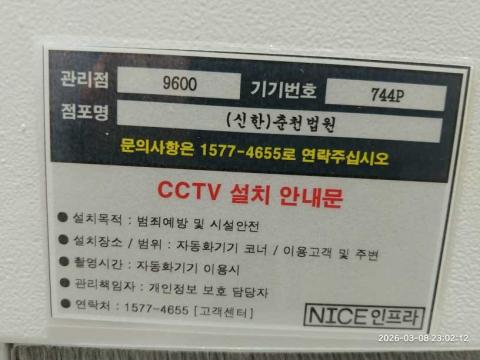 관리점 9600 기기번호 744P
점포명 (신한)춘천법원
문의사항은 1577-4655로 연락주십시오
CCTV 설치 안내문
● 설치목적 : 범죄예방 및 시설안전
● 설치장소 / 범위 : 자동화기기 코너 / 이용고객 및 주변
● 촬영시간 : 자동화기기 이용시
● 관리책임자 : 개인정보 보호 담당자
● 연락처 : 1577-4655 [고객센터]
NICE인프라
2026-03-08 23:02:12